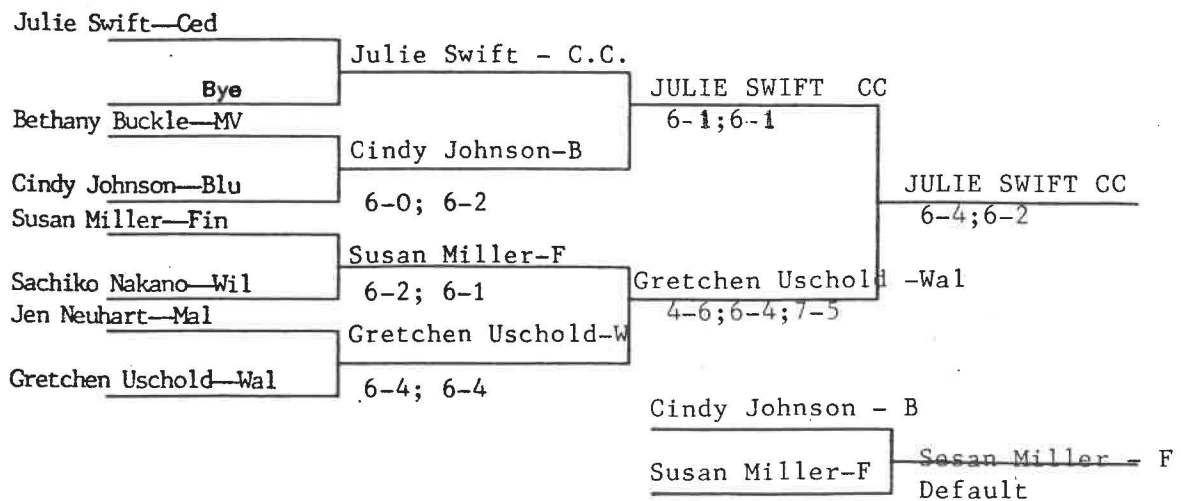 Julie Swift—Ced
Julie Swift - C.C.
Bye
JULIE SWIFT CC
6-1;6-1
Bethany Buckle—MV
Cindy Johnson-B
Cindy Johnson—Blu
6-0; 6-2
JULIE SWIFT CC
6-4;6-2
Susan Miller—Fin
Susan Miller-F
Sachiko Nakano—Wil
6-2; 6-1
Gretchen Uschold -Wal
4-6;6-4;7-5
Jen Neuhart—Mal
Gretchen Uschold-W
Gretchen Uschold—Wal
6-4; 6-4
Cindy Johnson - B
Susan Miller-F
Sosan Miller - F
Default